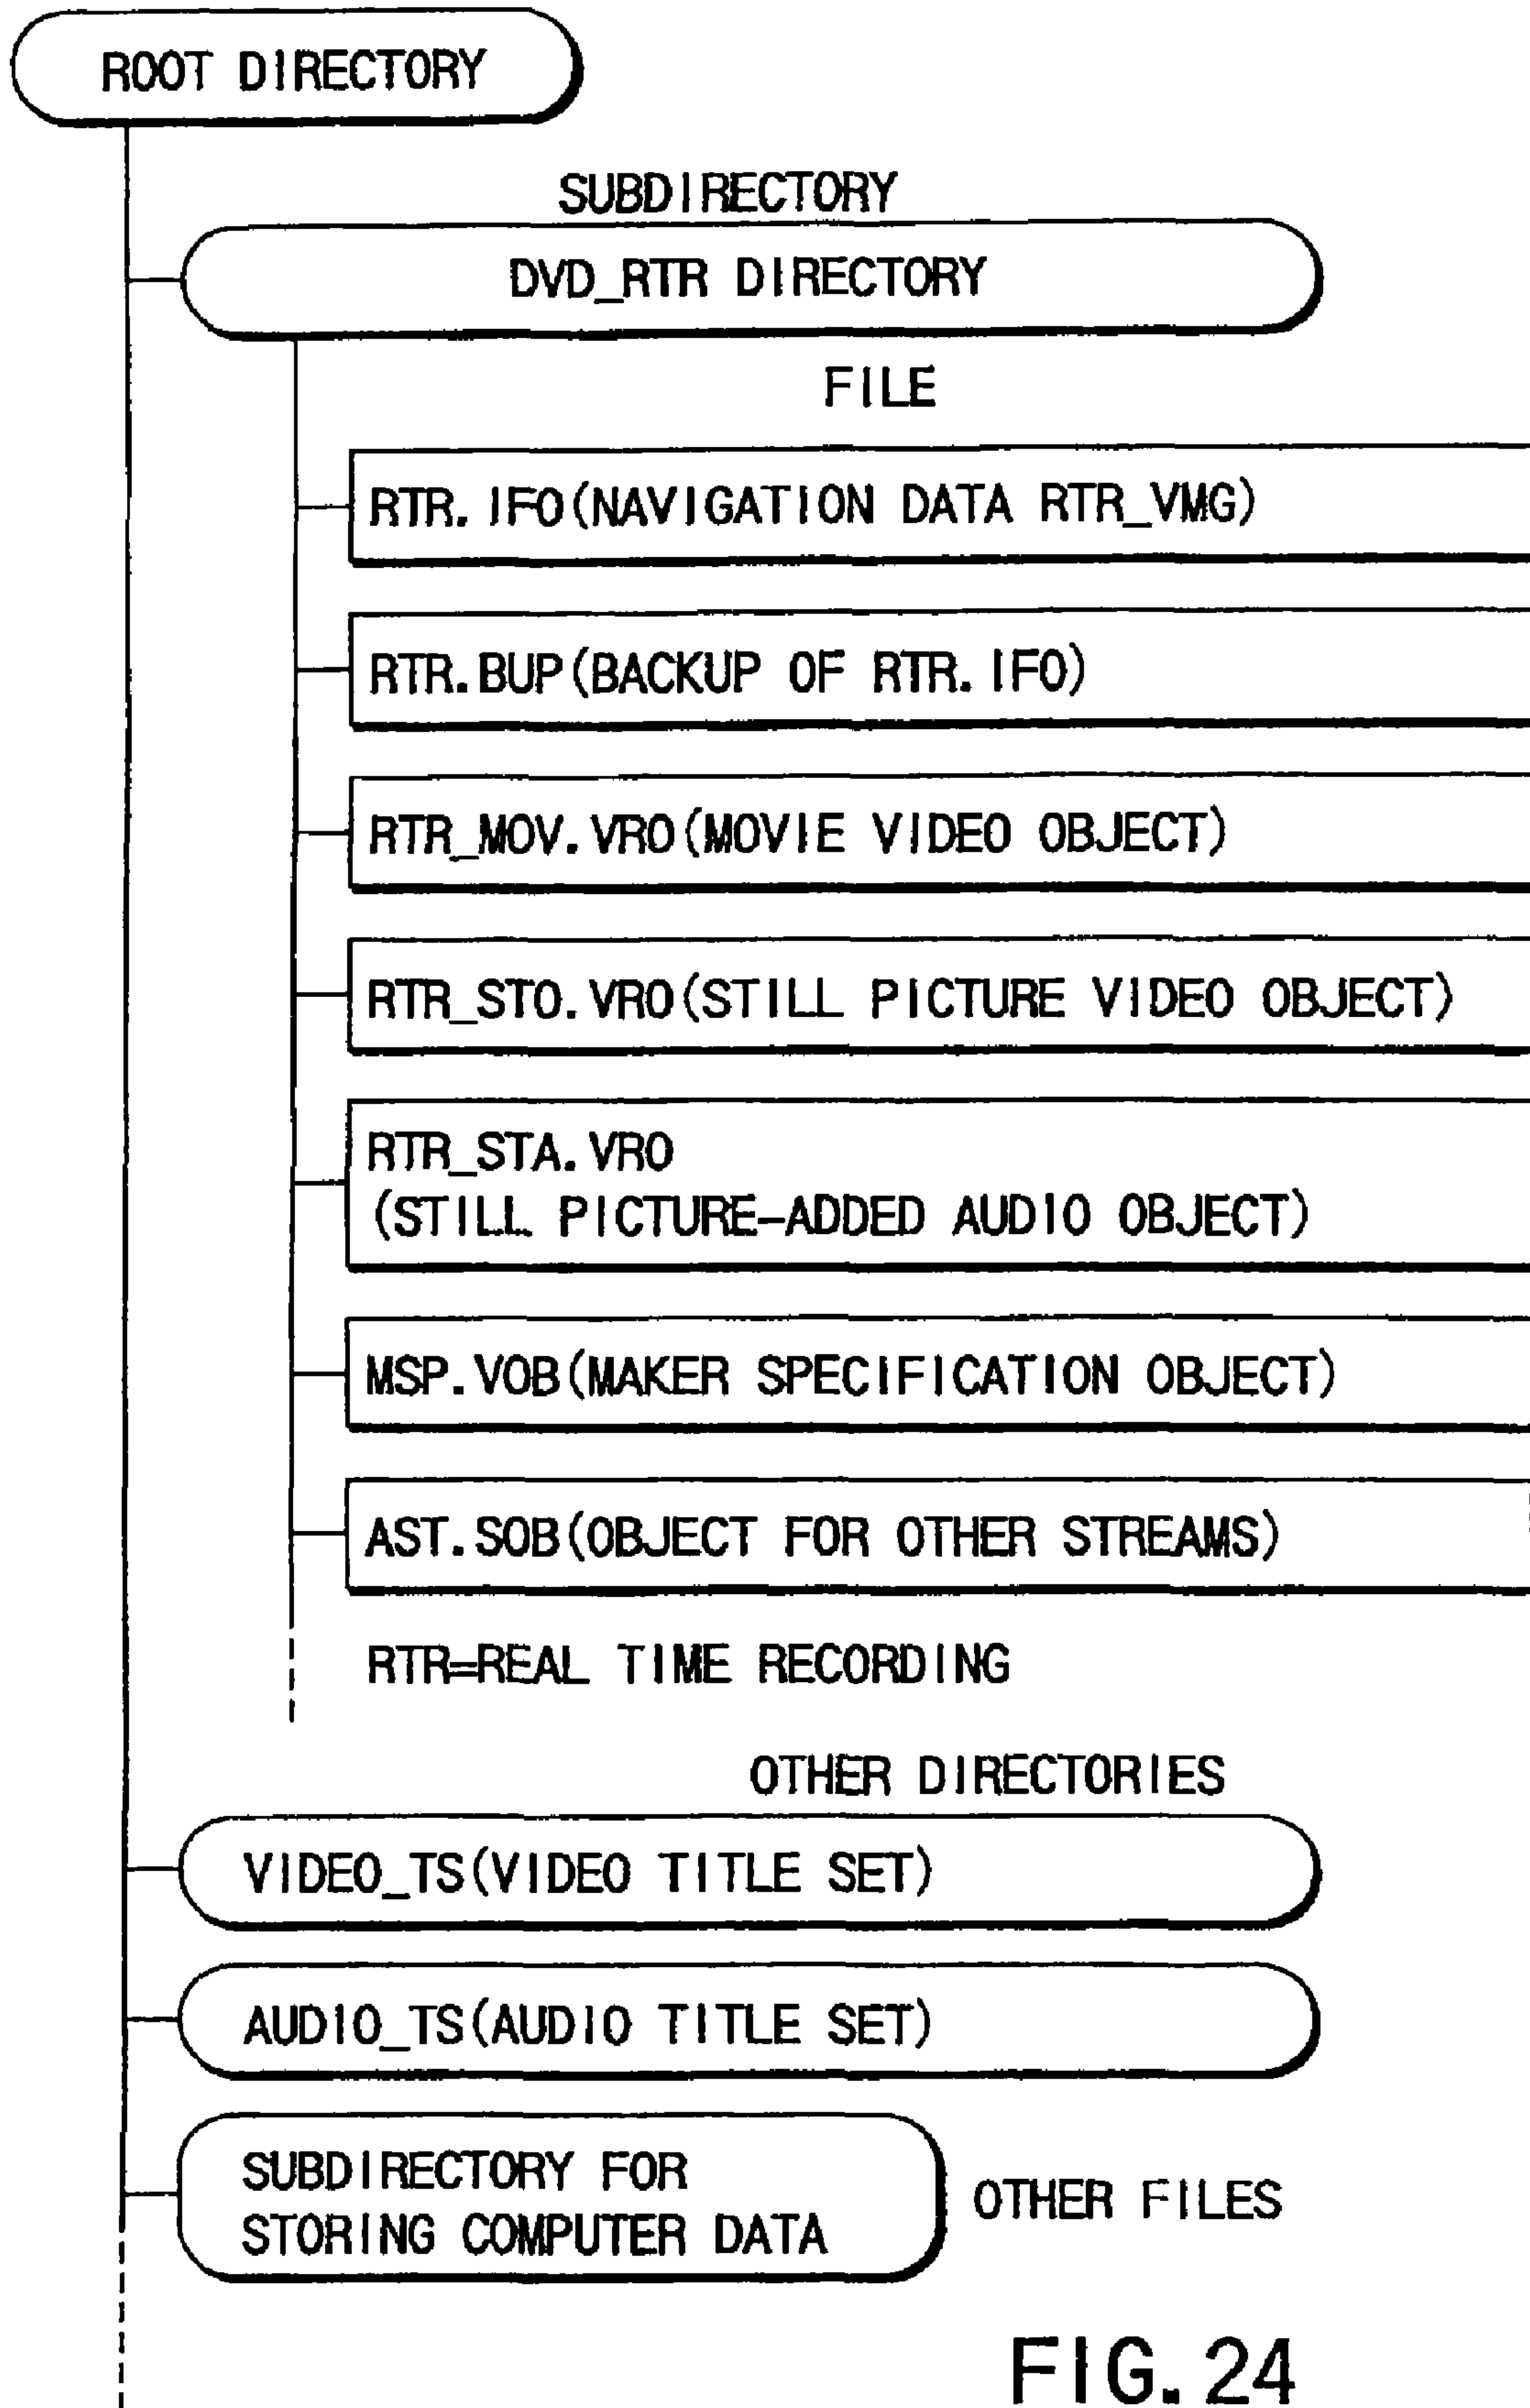 ROOT DIRECTORY
SUBDIRECTORY
DVD_RTR DIRECTORY
FILE
RTR.IFO(NAVIGATION DATA RTR_VMG)
RTR.BUP(BACKUP OF RTR.IFO)
RTR_MOV.VRO(MOVIE VIDEO OBJECT)
RTR_STO.VRO(STILL PICTURE VIDEO OBJECT)
RTR_STA.VRO
(STILL PICTURE-ADDED AUDIO OBJECT)
MSP.VOB(MAKER SPECIFICATION OBJECT)
AST.SOB(OBJECT FOR OTHER STREAMS)
RTR=REAL TIME RECORDING
OTHER DIRECTORIES
VIDEO_TS(VIDEO TITLE SET)
AUDIO_TS(AUDIO TITLE SET)
SUBDIRECTORY FOR
STORING COMPUTER DATA
OTHER FILES
FIG.24